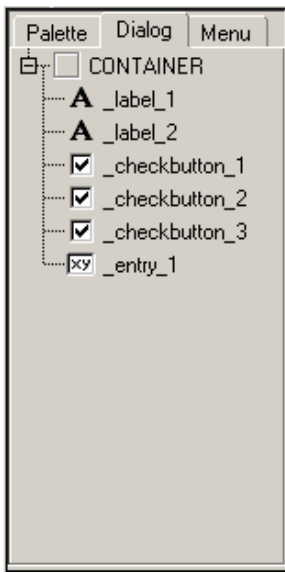 Palette Dialog Menu
CONTAINER
A _label_1
A _label_2
_checkbutton_1
_checkbutton_2
_checkbutton_3
xy _entry_1